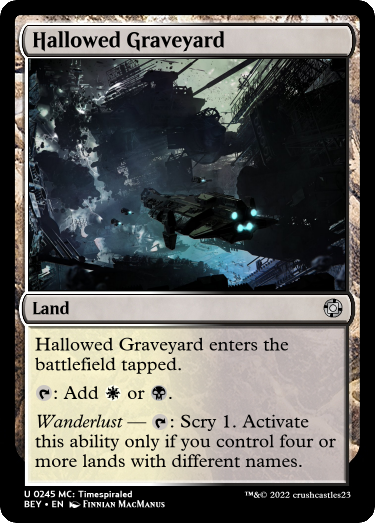 Hallowed Graveyard
Land
Hallowed Graveyard enters the
battlefield tapped.
: Add or .
Wanderlust — : Scry 1. Activate
this ability only if you control four or
more lands with different names.
U 0245 MC: Timespiraled
BEY • EN Finnian MacManus
™&© 2022 crushcastles23